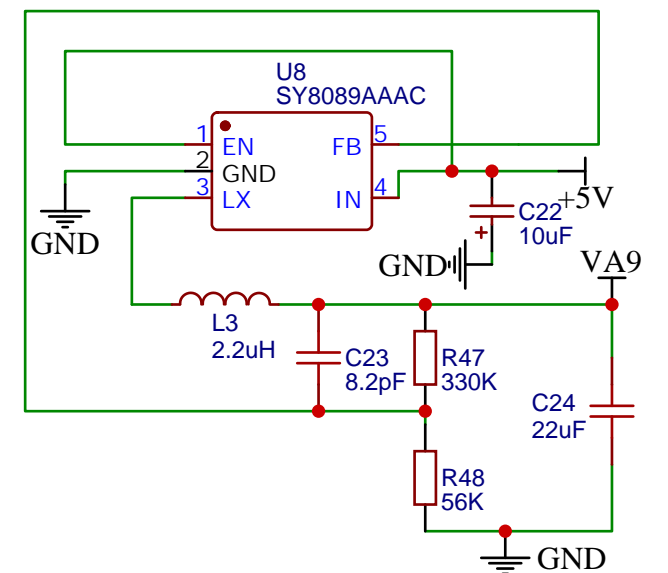 U8
SY8089AAAC
1
EN
FB
5
2
GND
3
LX
IN
4
GND
C22
10uF
+
+5V
GND
VA9
L3
2.2uH
C23
8.2pF
R47
330K
C24
22uF
R48
56K
GND